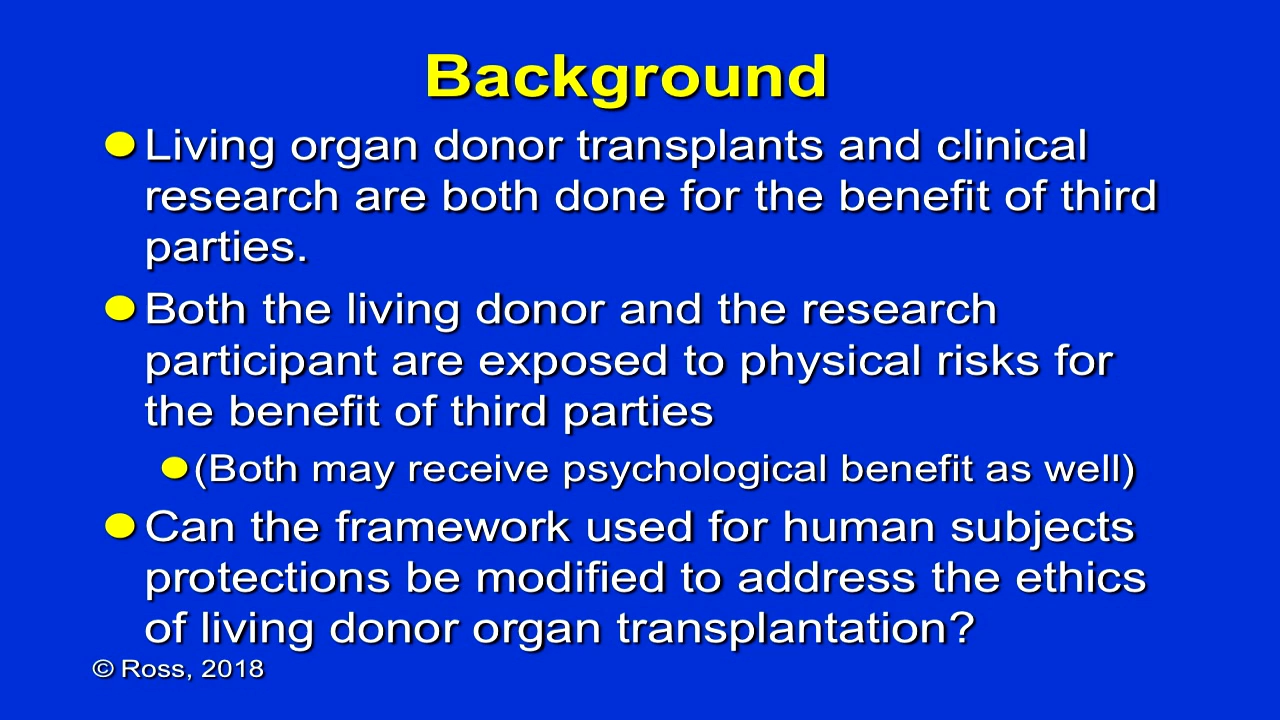 Background
Living organ donor transplants and clinical
research are both done for the benefit of third
parties.
Both the living donor and the research
participant are exposed to physical risks for
the benefit of third parties
(Both may receive psychological benefit as well)
Can the framework used for human subjects
protections be modified to address the ethics
of living donor organ transplantation?
© Ross, 2018